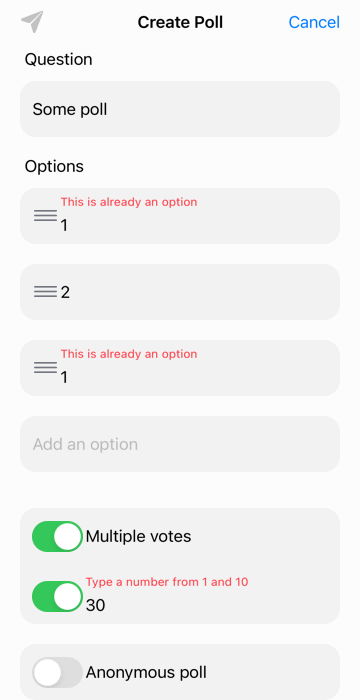 Create Poll Cancel
Question
Some poll
Options
This is already an option
1
2
This is already an option
1
Add an option
Multiple votes
Type a number from 1 and 10
30
Anonymous poll